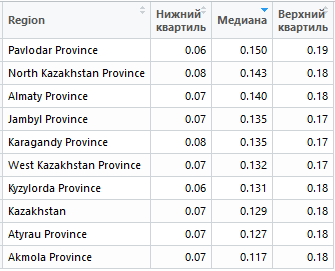 Region Нижний квартиль Медиана Верхний квартиль
Pavlodar Province 0.06 0.150 0.19
North Kazakhstan Province 0.08 0.143 0.18
Almaty Province 0.07 0.140 0.18
Jambyl Province 0.07 0.135 0.17
Karagandy Province 0.08 0.135 0.17
West Kazakhstan Province 0.07 0.132 0.17
Kyzylorda Province 0.06 0.131 0.18
Kazakhstan 0.07 0.129 0.18
Atyrau Province 0.07 0.127 0.18
Akmola Province 0.07 0.117 0.18